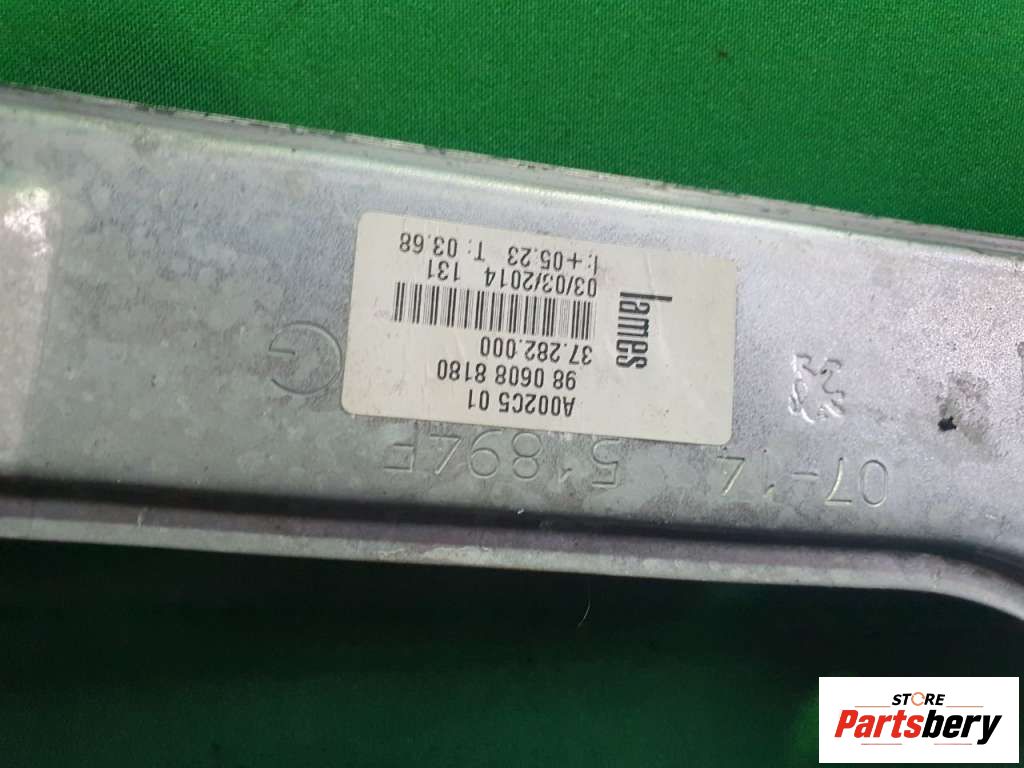 A002C5 01
98 0608 8180
37.282.000
03/03/2014 131
I:+05.23 T: 03.68
lames
G
07-14 51894F
STORE
Partsbery